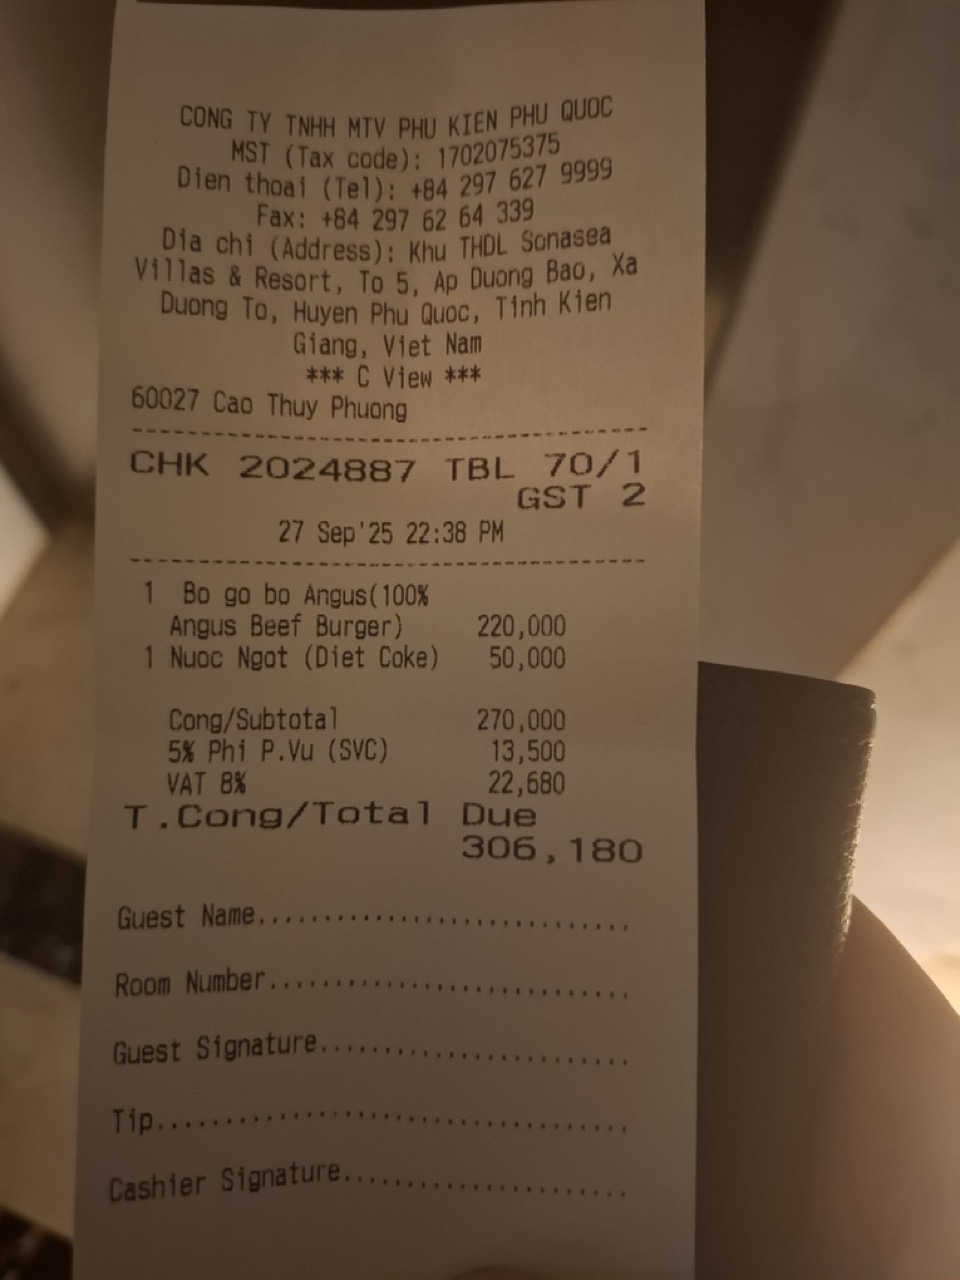 CONG TY TNHH MTV PHU KIEN PHU QUOC
MST (Tax code): 1702075375
Dien thoai (Tel): +84 297 627 9999
Fax: +84 297 62 64 339
Dia chi (Address): Khu THDL Sonasea
Villas & Resort, To 5, Ap Duong Bao, Xa
Duong To, Huyen Phu Quoc, Tinh Kien
Giang, Viet Nam
*** C View ***
60027 Cao Thuy Phuong
CHK 2024887 TBL 70/1
GST 2
27 Sep'25 22:38 PM
1 Bo go bo Angus(100%
Angus Beef Burger) 220,000
1 Nuoc Ngot (Diet Coke) 50,000
Cong/Subtotal 270,000
5% Phi P.Vu (SVC) 13,500
VAT 8% 22,680
T.Cong/Total Due
306,180
Guest Name............................
Room Number............................
Guest Signature........................
Tip....................................
Cashier Signature......................